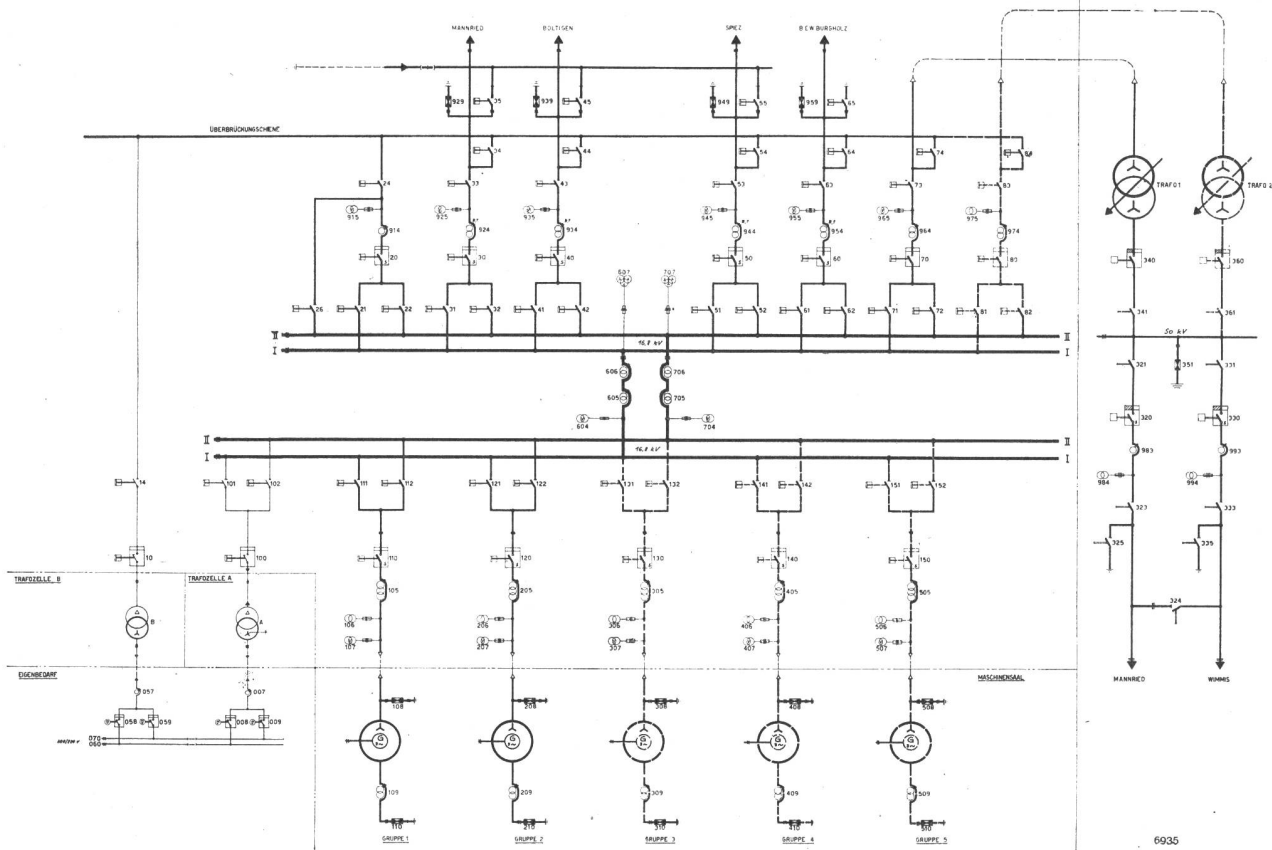 MANNRIED BOLTIGEN SPIEZ B.E.W. BURGHOLZ
929 35 939 45 949 55 959 65
ÜBERBRÜCKUNGSCHIENE
34 44 54 64 74 84
TRAFO 1 TRAFO 2
24 33 43 53 63 73 83
915 925 935 945 955 965 975
914 924 934 944 954 964 974
20 30 40 50 60 70 80
340 360
607 707
26 21 22 31 32 41 42 51 52 61 62 71 72 81 82
341 361
II 16,8 kV II
I I
50 kV
351
606 706
605 705
604 704
321 331
320 330
II II
I 16,8 kV I
983 993
984 994
14 101 102 111 112 121 122 131 132 141 142 151 152
323 333
325 335
10 100 110 120 130 140 150
324
TRAFOZELLE B TRAFOZELLE A
105 205 305 405 505
B A
106 206 306 406 506
107 207 307 407 507
EIGENBEDARF MASCHINENSAAL
MANNRIED WIMMIS
057 007
108 208 308 408 508
058 059 008 009
070
060
G G G G G
3~ 3~ 3~ 3~ 3~
109 209 309 409 509
110 210 310 410 510
GRUPPE 1 GRUPPE 2 GRUPPE 3 GRUPPE 4 GRUPPE 5
6935